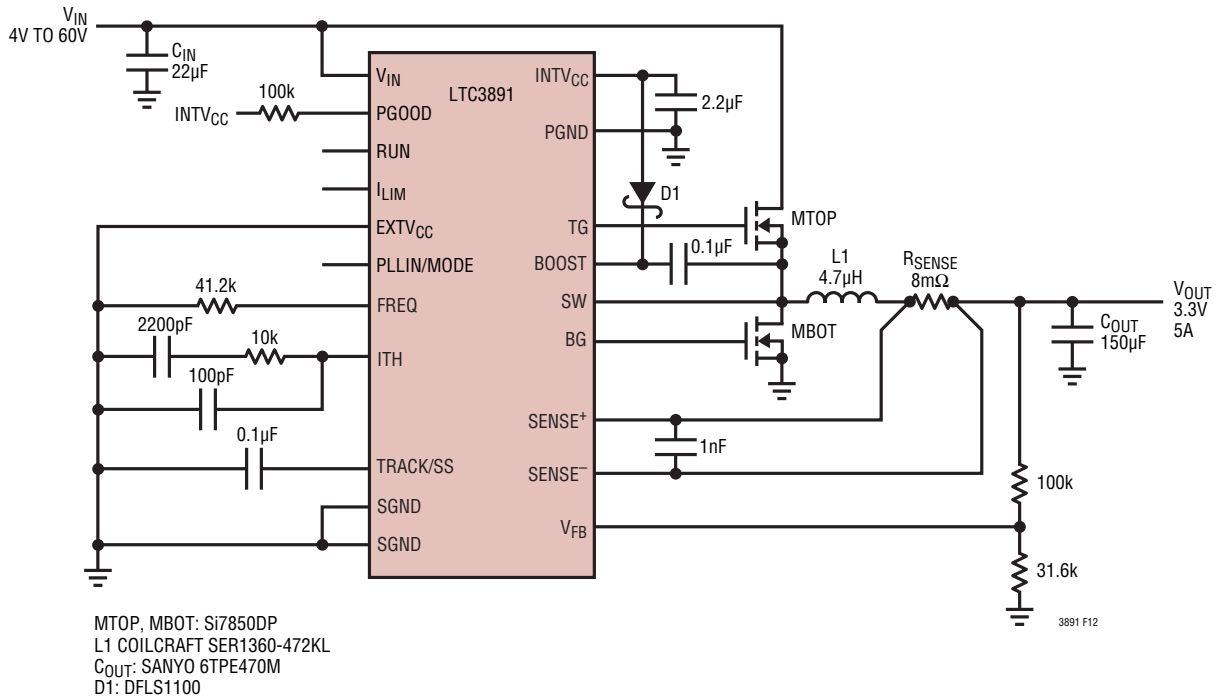 VIN
4V TO 60V
CIN
22µF
100k
INTVCC
VIN
PGOOD
RUN
ILIM
EXTVCC
PLLIN/MODE
FREQ
ITH
TRACK/SS
SGND
SGND
LTC3891
INTVCC
PGND
TG
BOOST
SW
BG
SENSE+
SENSE–
VFB
41.2k
2200pF
10k
100pF
0.1µF
2.2µF
D1
0.1µF
MTOP
MBOT
L1
4.7µH
RSENSE
8mΩ
VOUT
3.3V
5A
COUT
150µF
1nF
100k
31.6k
3891 F12
MTOP, MBOT: Si7850DP
L1 COILCRAFT SER1360-472KL
COUT: SANYO 6TPE470M
D1: DFLS1100